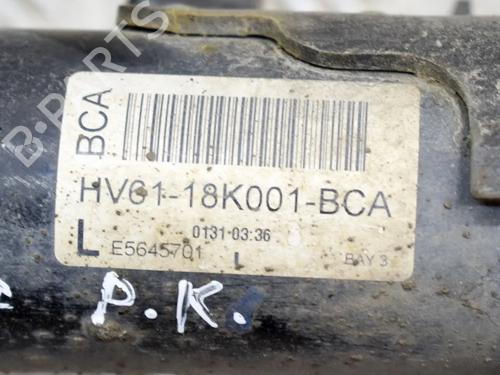 BCA
HV61-18K001-BCA
0131 03:36
L E5645701
L
BAY 3
P.K.
B-Parts